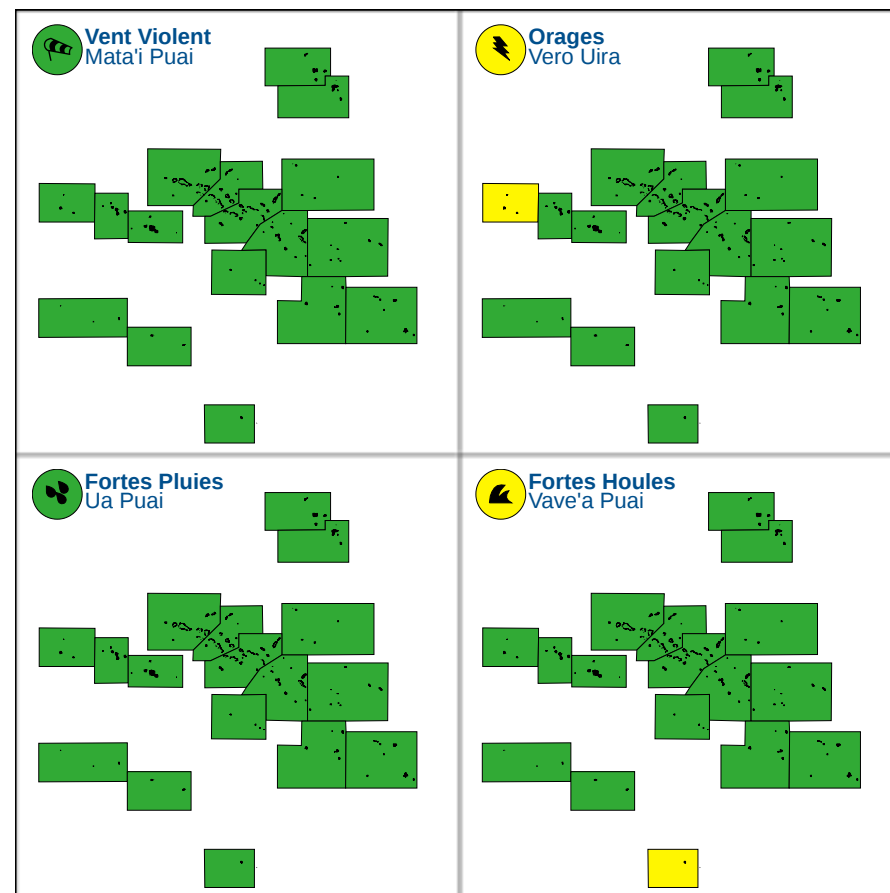 Vent Violent
Mata'i Puai
Orages
Vero Uira
Fortes Pluies
Ua Puai
Fortes Houles
Vave'a Puai